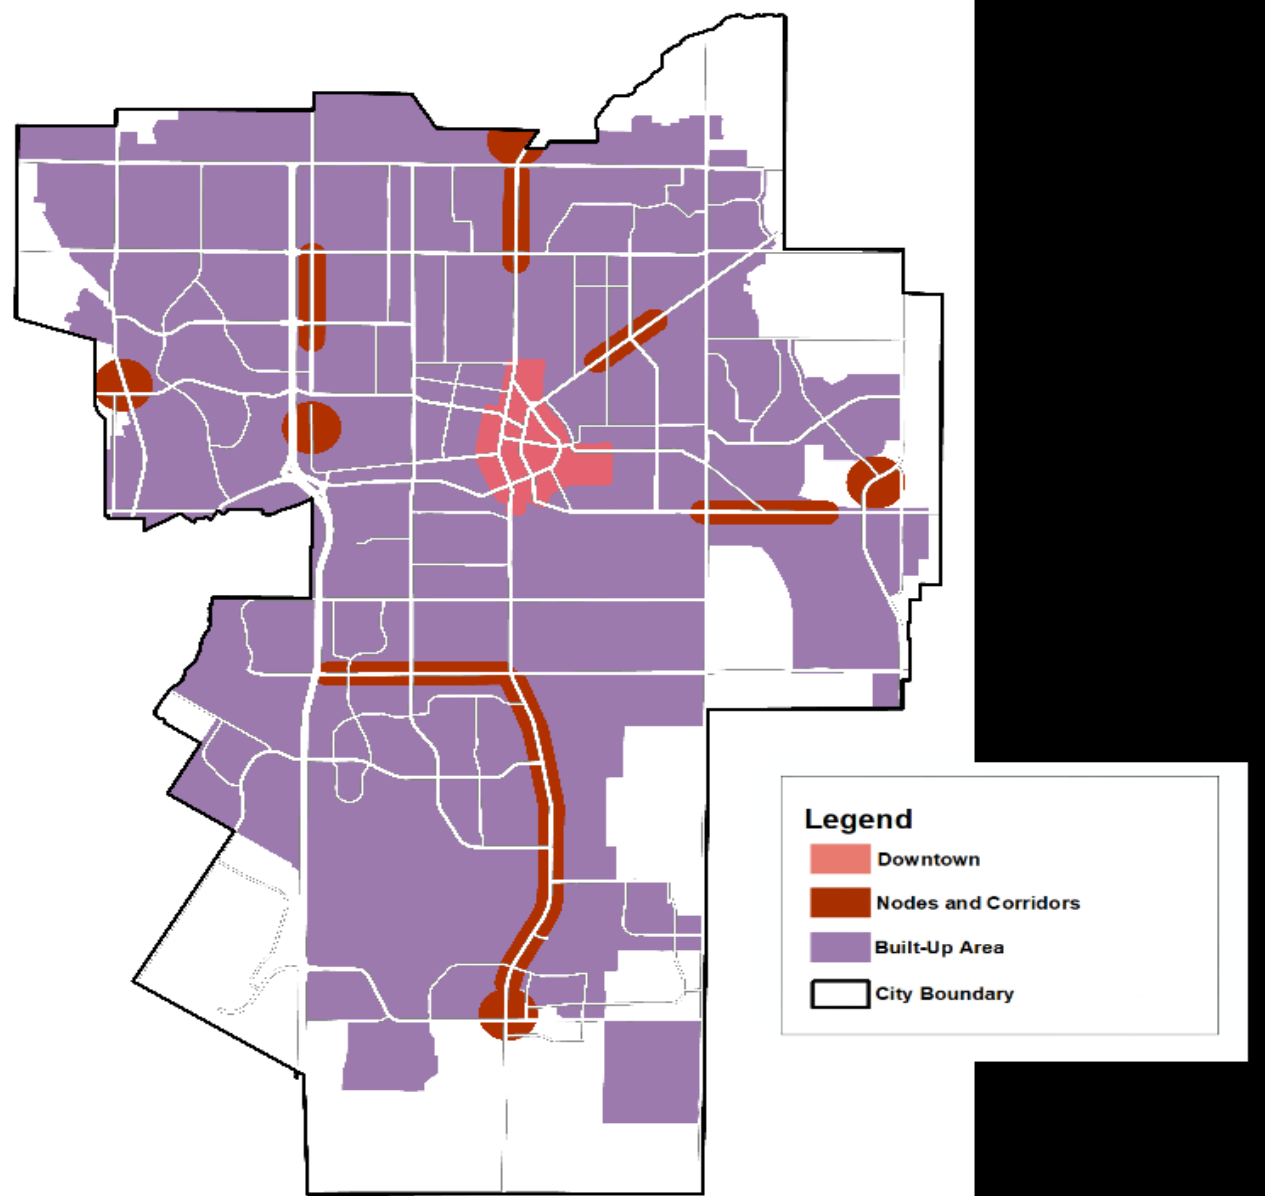 Legend
Downtown
Nodes and Corridors
Built-Up Area
City Boundary